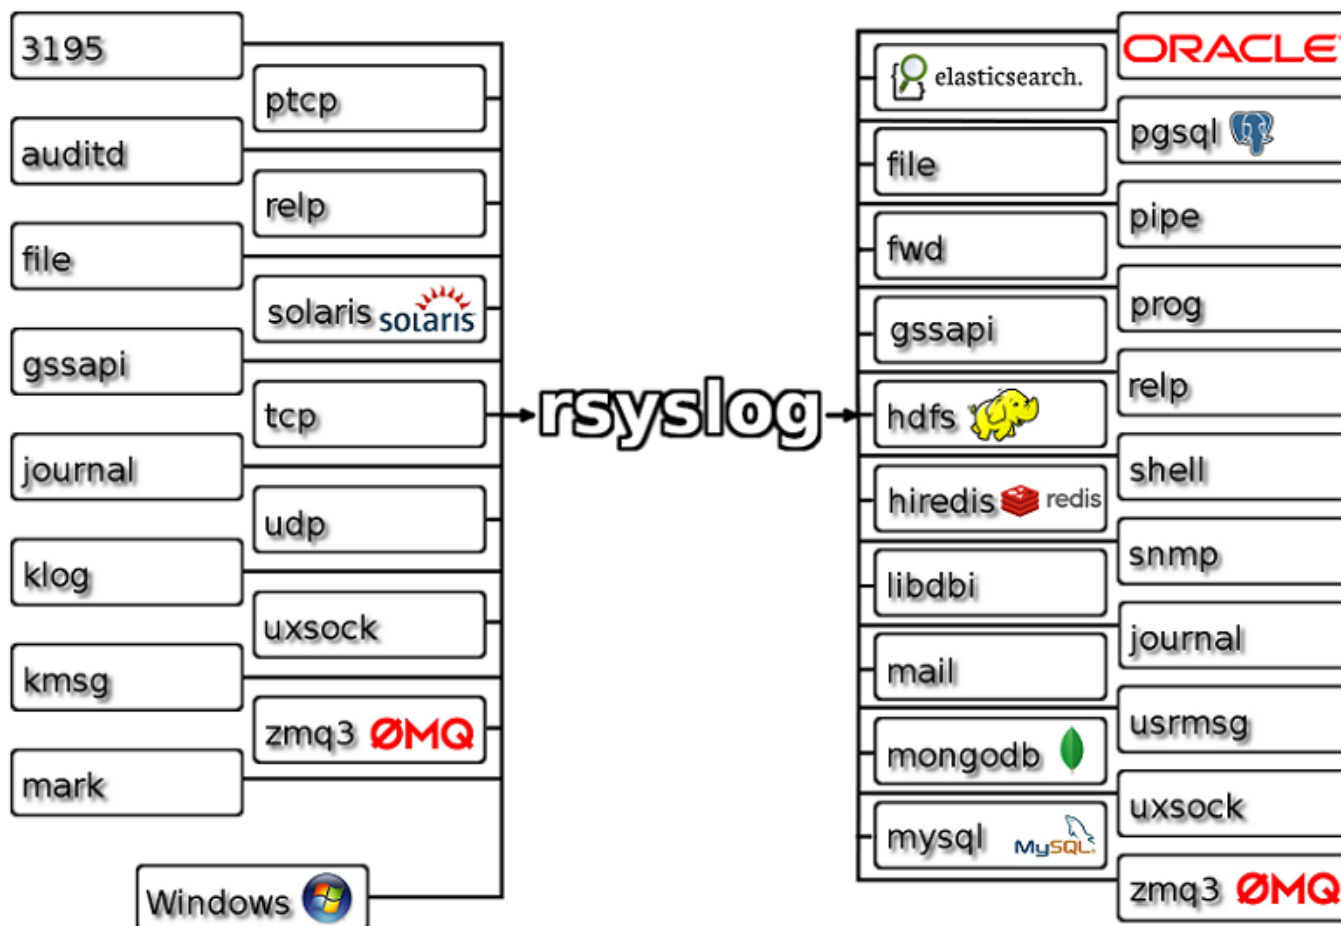 3195
ptcp
auditd
relp
file
solaris solaris
gssapi
tcp
journal
udp
klog
uxsock
kmsg
zmq3 ØMQ
mark
Windows
rsyslog
elasticsearch.
file
fwd
gssapi
hdfs
hiredis redis
libdbi
mail
mongodb
mysql MySQL
ORACLE
pgsql
pipe
prog
relp
shell
snmp
journal
usrmsg
uxsock
zmq3 ØMQ